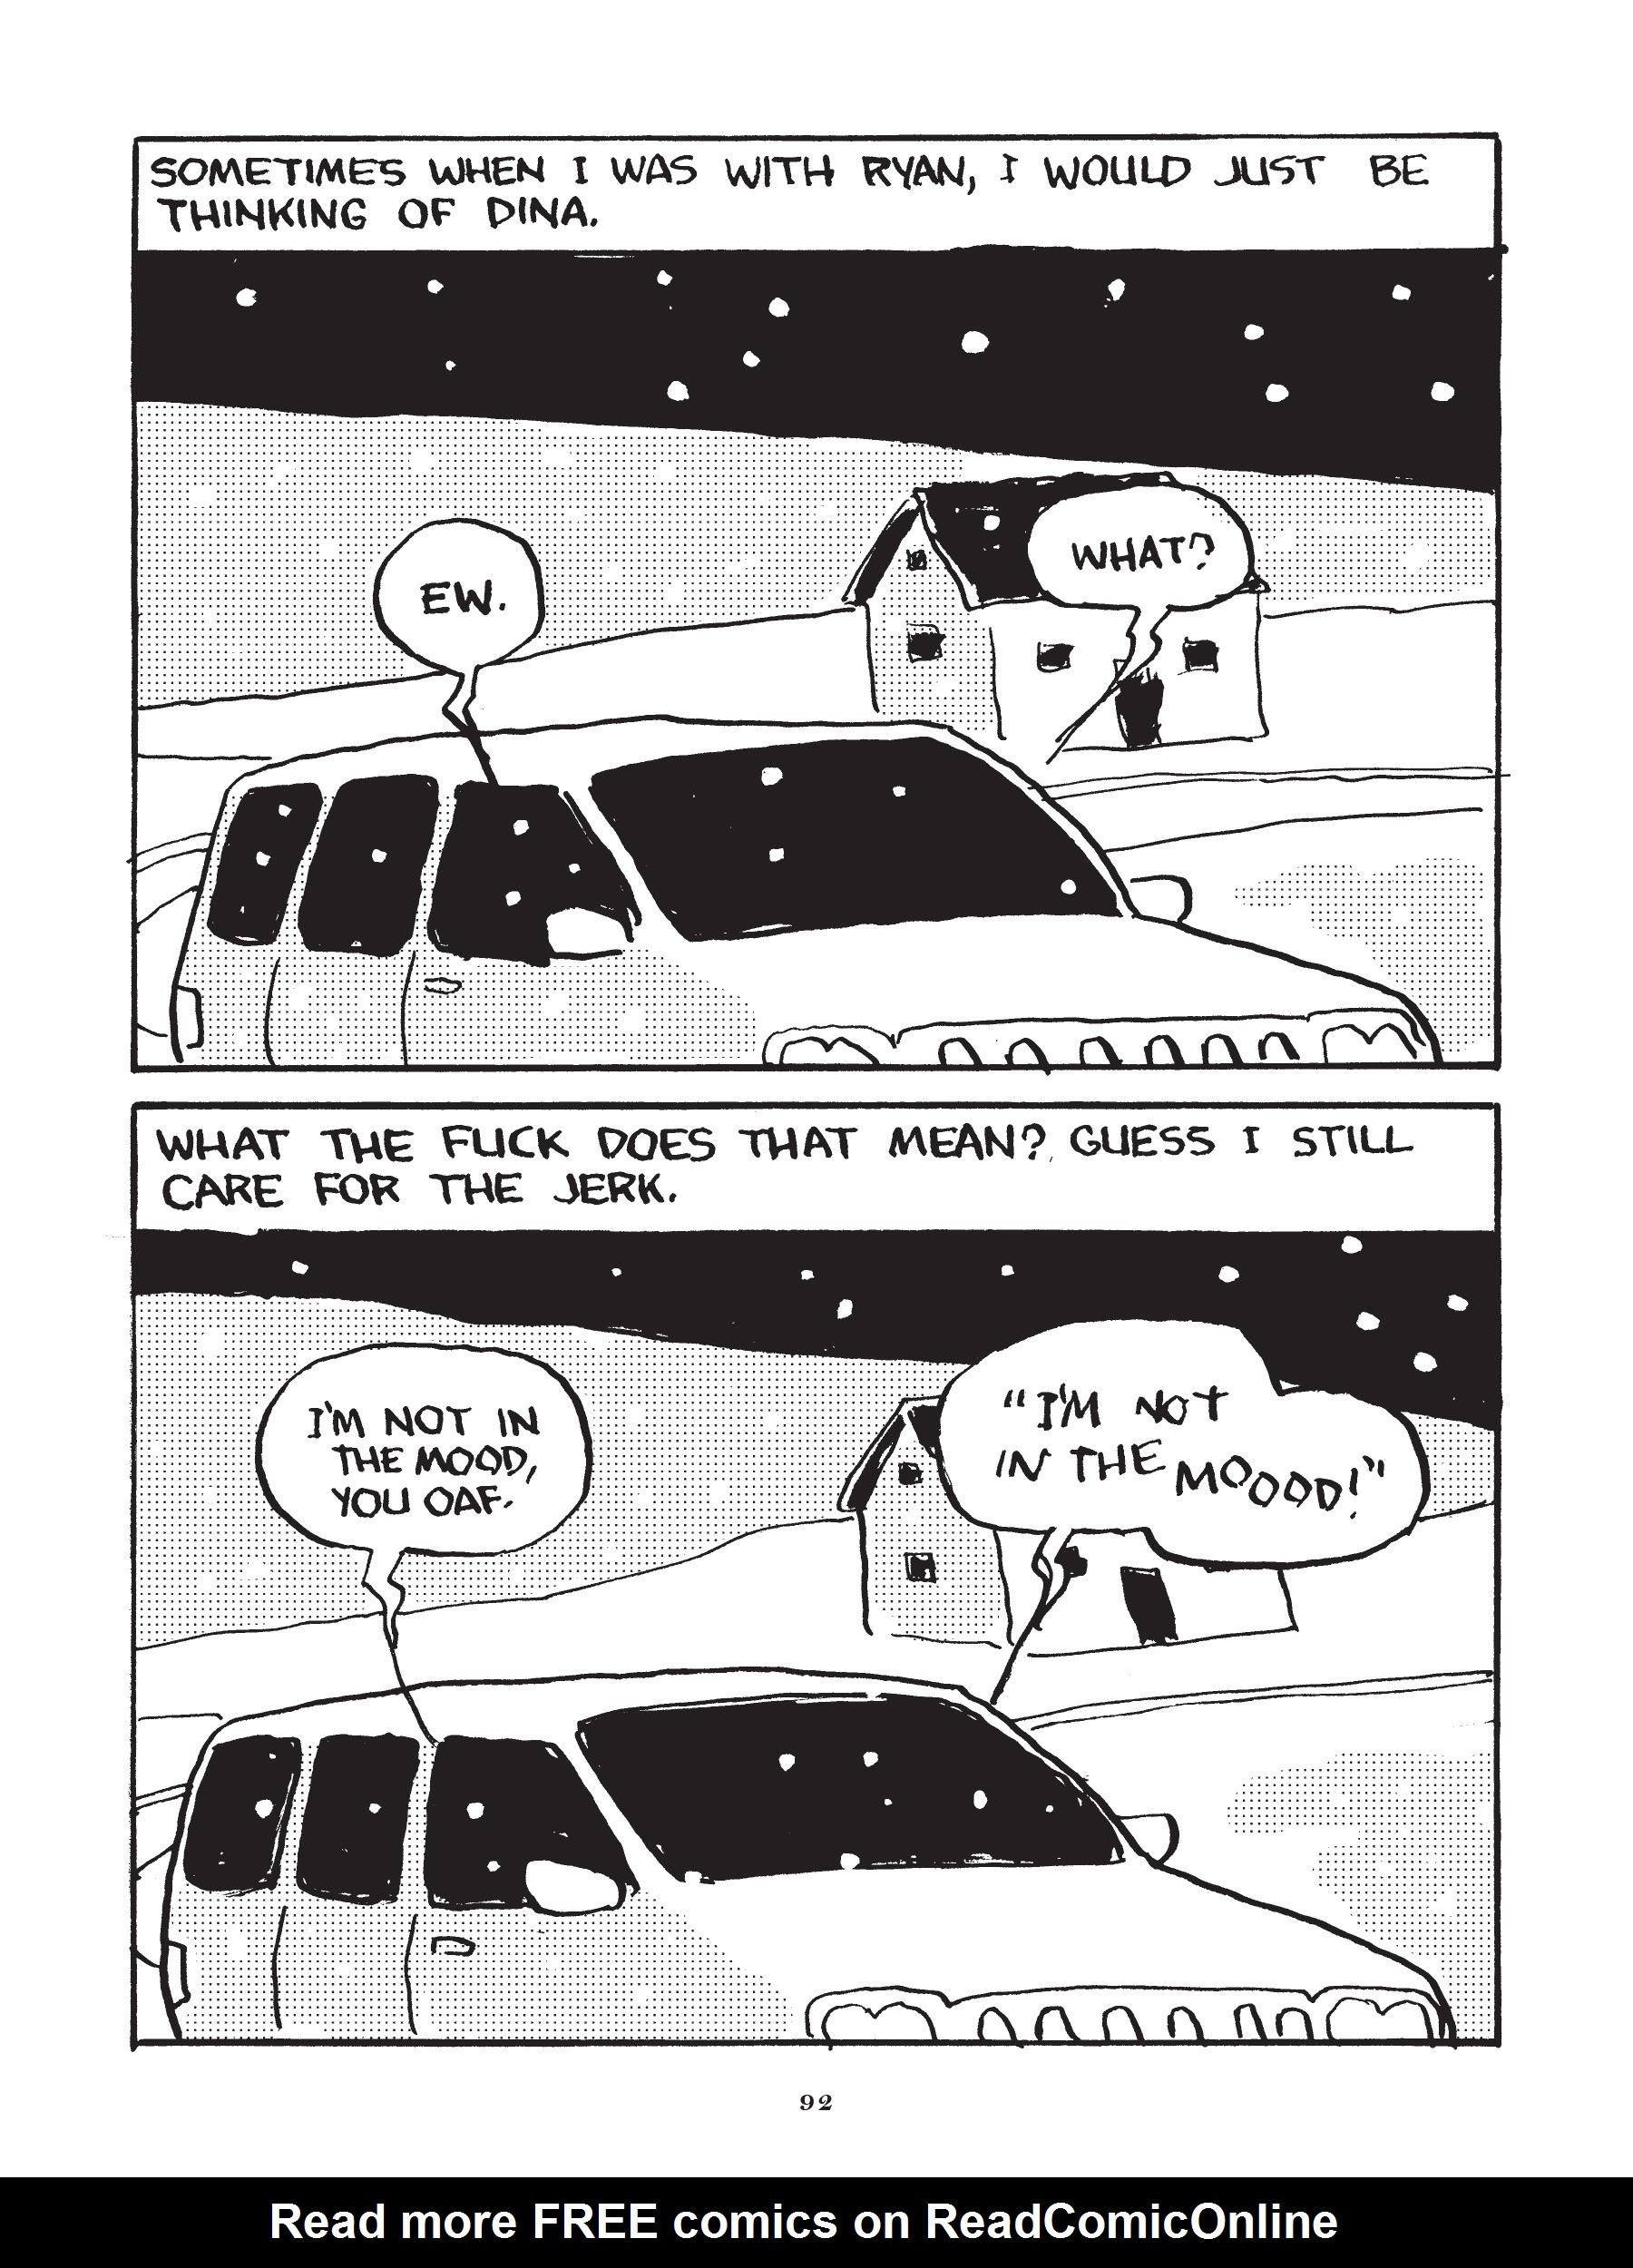 SOMETIMES WHEN I WAS WITH RYAN, I WOULD JUST BE
THINKING OF DINA.
EW.
WHAT?
WHAT THE FUCK DOES THAT MEAN? GUESS I STILL
CARE FOR THE JERK.
I'M NOT IN
THE MOOD,
YOU OAF.
"I'M NOT
IN THE MOOOD!"
92
Read more FREE comics on ReadComicOnline